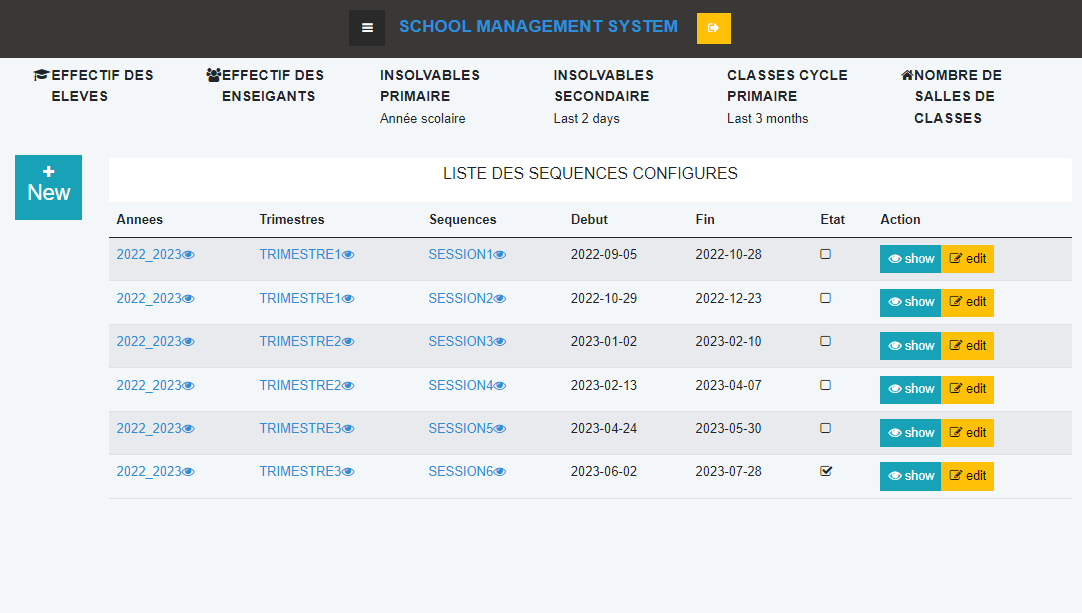 SCHOOL MANAGEMENT SYSTEM
EFFECTIF DES ELEVES
EFFECTIF DES ENSEIGANTS
INSOLVABLES PRIMAIRE
Année scolaire
INSOLVABLES SECONDAIRE
Last 2 days
CLASSES CYCLE PRIMAIRE
Last 3 months
NOMBRE DE SALLES DE CLASSES
+
New
LISTE DES SEQUENCES CONFIGURES
Annees Trimestres Sequences Debut Fin Etat Action
2022_2023 TRIMESTRE1 SESSION1 2022-09-05 2022-10-28 show edit
2022_2023 TRIMESTRE1 SESSION2 2022-10-29 2022-12-23 show edit
2022_2023 TRIMESTRE2 SESSION3 2023-01-02 2023-02-10 show edit
2022_2023 TRIMESTRE2 SESSION4 2023-02-13 2023-04-07 show edit
2022_2023 TRIMESTRE3 SESSION5 2023-04-24 2023-05-30 show edit
2022_2023 TRIMESTRE3 SESSION6 2023-06-02 2023-07-28 show edit